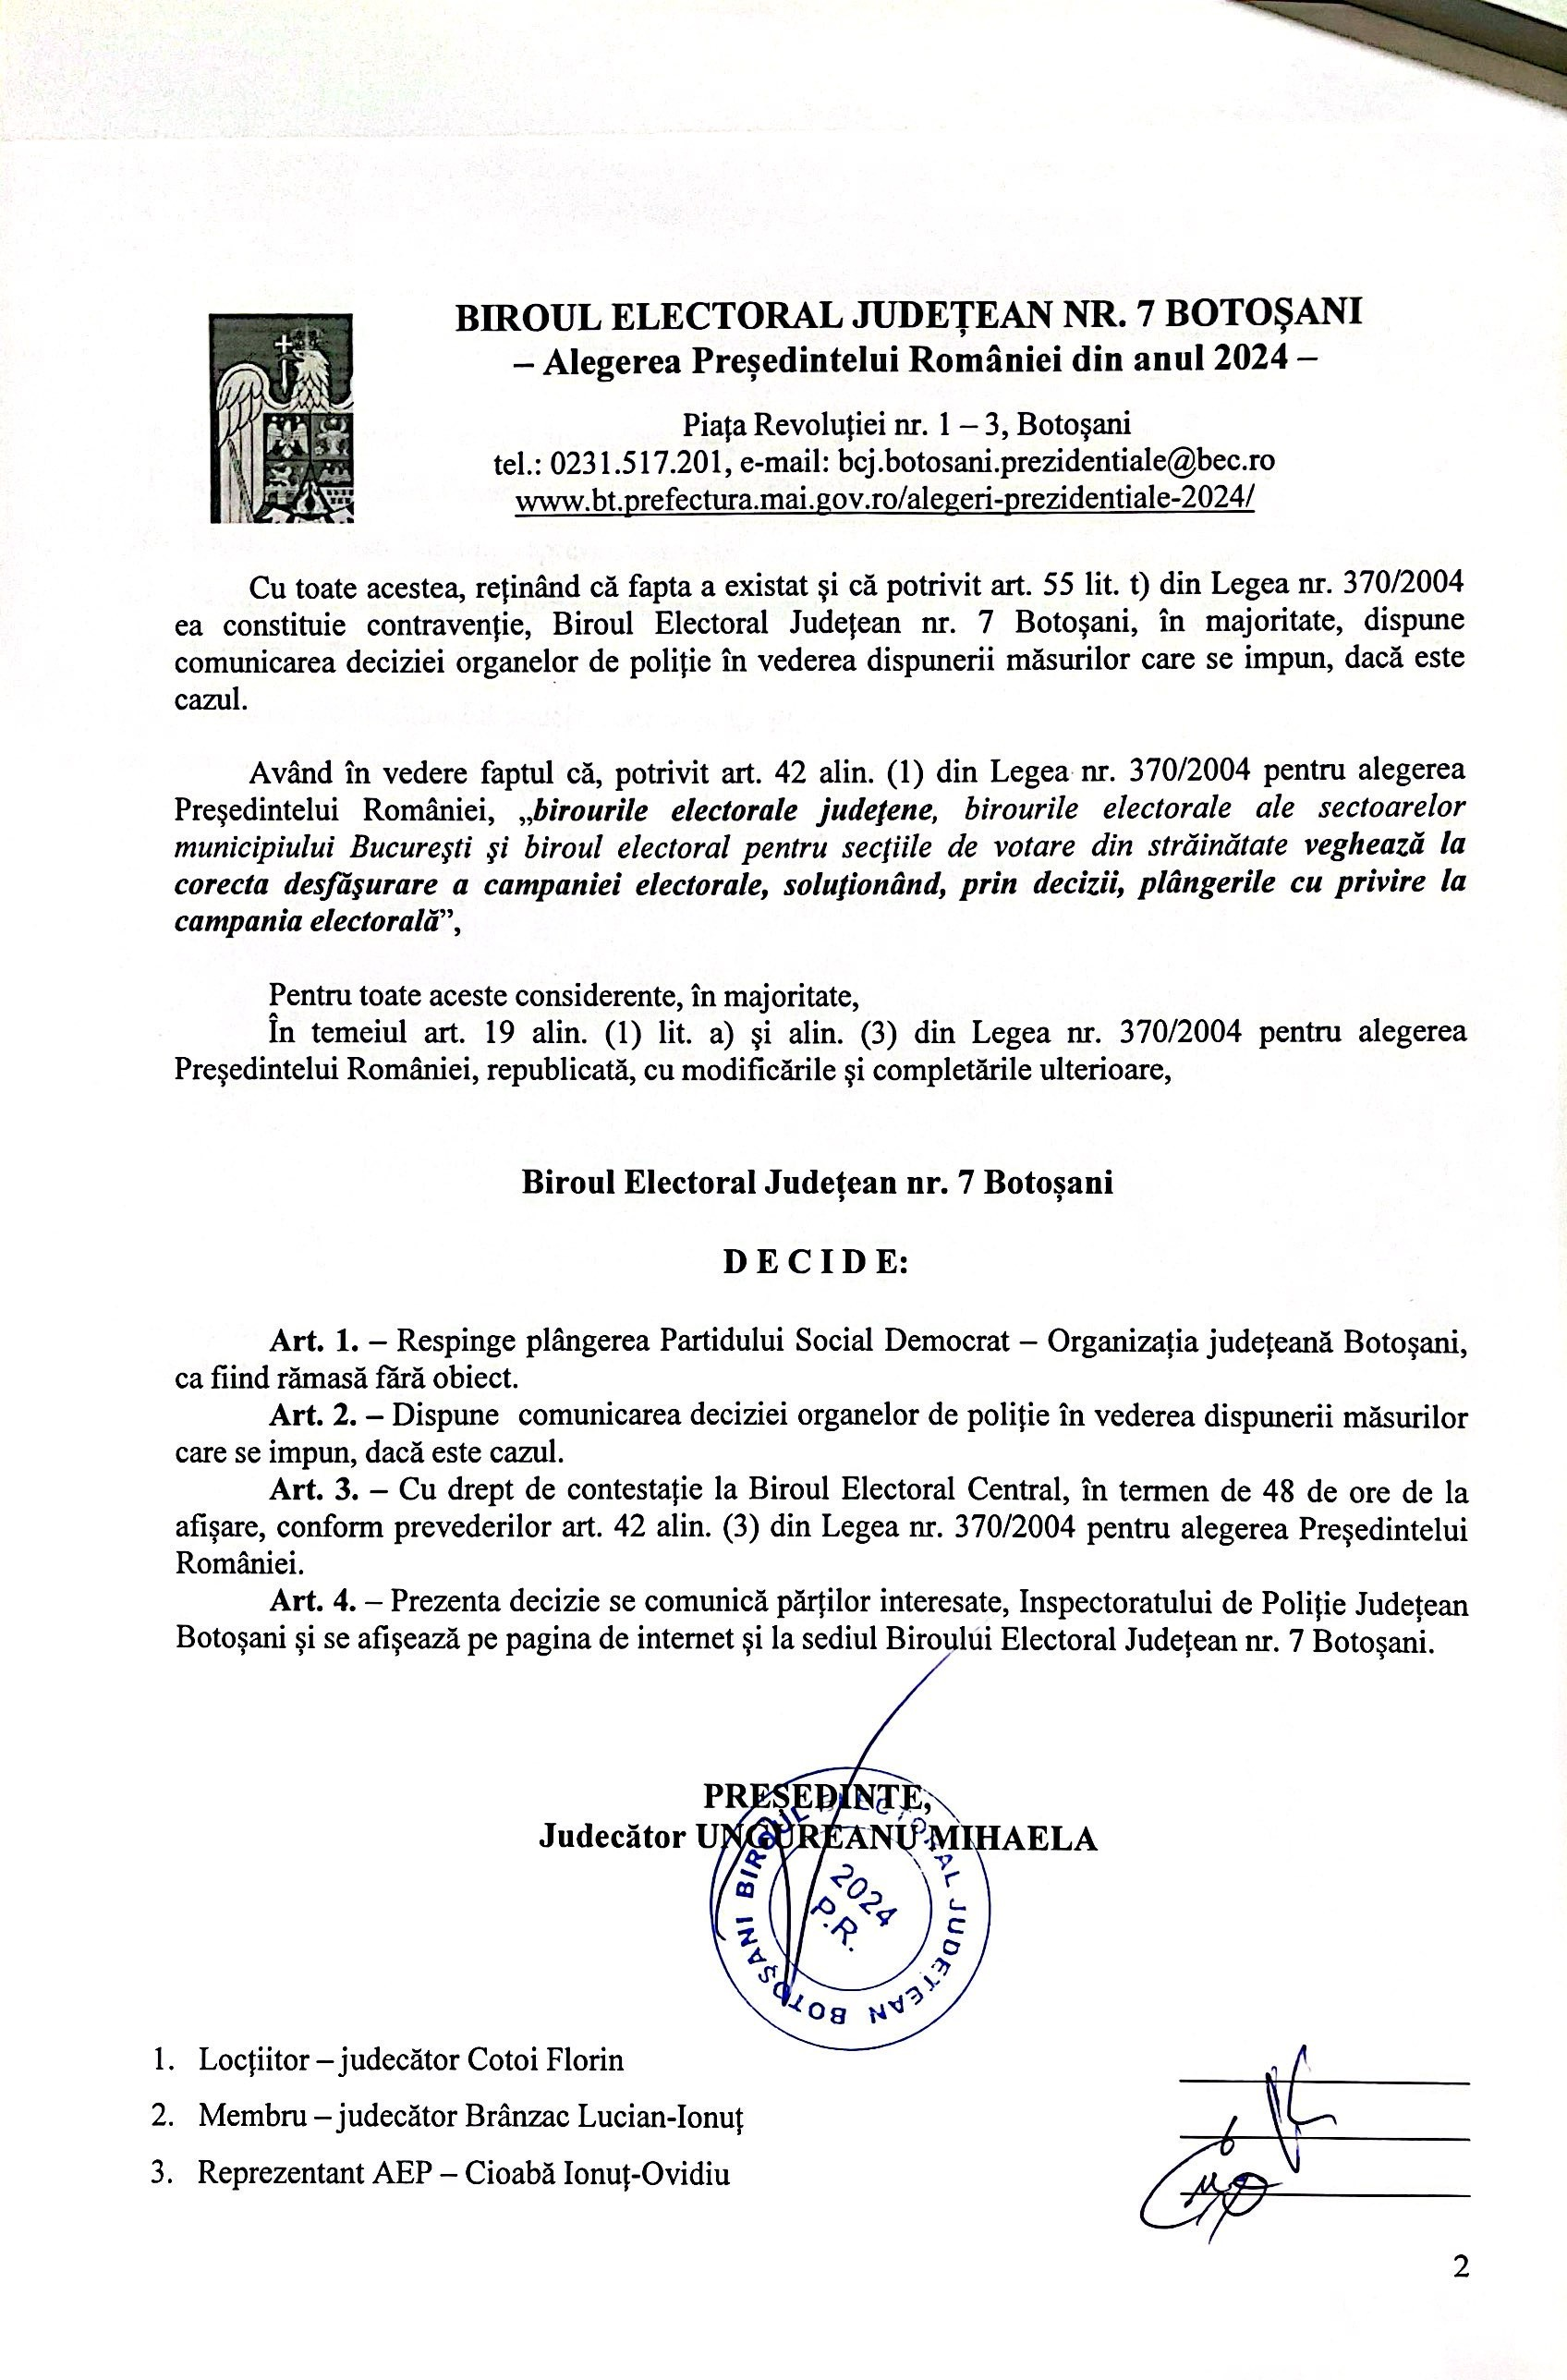 BIROUL ELECTORAL JUDEȚEAN NR. 7 BOTOȘANI
– Alegerea Președintelui României din anul 2024 –
Piața Revoluției nr. 1 – 3, Botoșani
tel.: 0231.517.201, e-mail: bcj.botosani.prezidentiale@bec.ro
www.bt.prefectura.mai.gov.ro/alegeri-prezidentiale-2024/
Cu toate acestea, reținând că fapta a existat și că potrivit art. 55 lit. t) din Legea nr. 370/2004
ea constituie contravenție, Biroul Electoral Județean nr. 7 Botoșani, în majoritate, dispune
comunicarea deciziei organelor de poliție în vederea dispunerii măsurilor care se impun, dacă este
cazul.
Având în vedere faptul că, potrivit art. 42 alin. (1) din Legea nr. 370/2004 pentru alegerea
Președintelui României, „birourile electorale judeţene, birourile electorale ale sectoarelor
municipiului Bucureşti şi biroul electoral pentru secţiile de votare din străinătate veghează la
corecta desfăşurare a campaniei electorale, soluţionând, prin decizii, plângerile cu privire la
campania electorală”,
Pentru toate aceste considerente, în majoritate,
În temeiul art. 19 alin. (1) lit. a) și alin. (3) din Legea nr. 370/2004 pentru alegerea
Președintelui României, republicată, cu modificările și completările ulterioare,
Biroul Electoral Județean nr. 7 Botoșani
D E C I D E:
Art. 1. – Respinge plângerea Partidului Social Democrat – Organizația județeană Botoșani,
ca fiind rămasă fără obiect.
Art. 2. – Dispune comunicarea deciziei organelor de poliție în vederea dispunerii măsurilor
care se impun, dacă este cazul.
Art. 3. – Cu drept de contestație la Biroul Electoral Central, în termen de 48 de ore de la
afișare, conform prevederilor art. 42 alin. (3) din Legea nr. 370/2004 pentru alegerea Președintelui
României.
Art. 4. – Prezenta decizie se comunică părților interesate, Inspectoratului de Poliție Județean
Botoșani și se afișează pe pagina de internet și la sediul Biroului Electoral Județean nr. 7 Botoșani.
PREȘEDINTE,
Judecător UNGUREANU MIHAELA
BIROUL ELECTORAL JUDEȚEAN BOTOȘANI
2024
P.R.
1. Locțiitor – judecător Cotoi Florin
2. Membru – judecător Brânzac Lucian-Ionuț
3. Reprezentant AEP – Cioabă Ionuț-Ovidiu
2